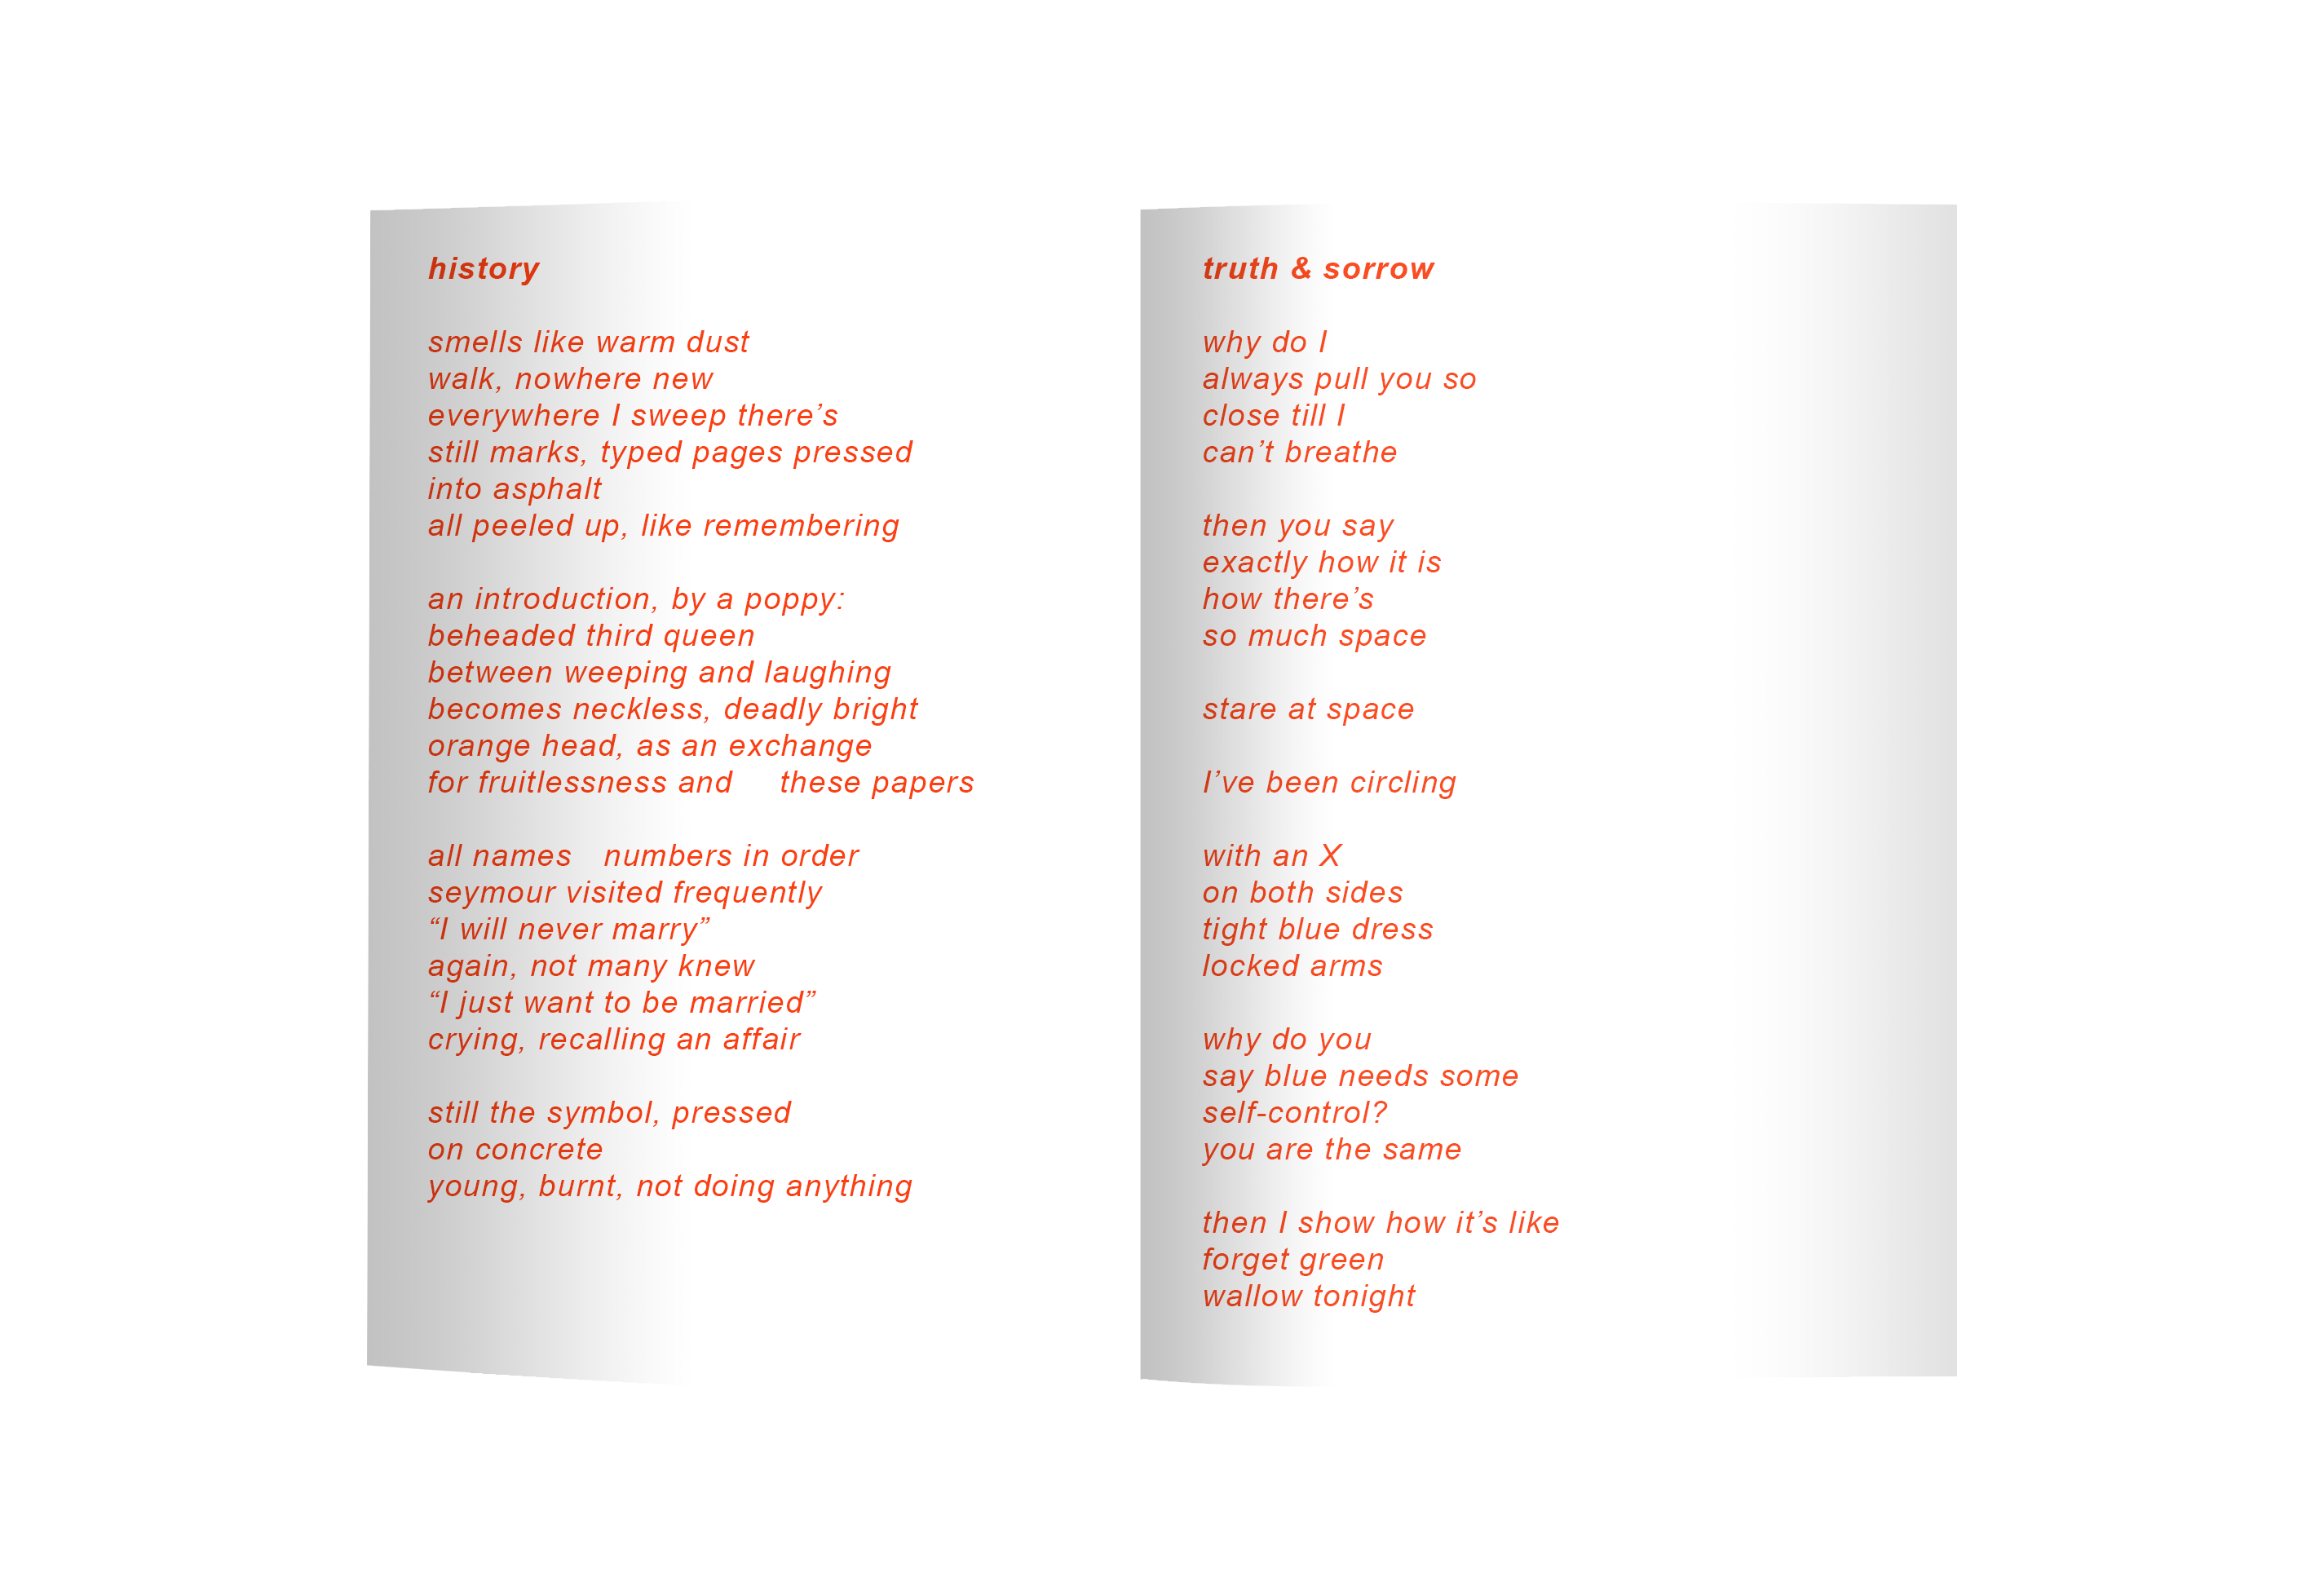 history
smells like warm dust
walk, nowhere new
everywhere I sweep there’s
still marks, typed pages pressed
into asphalt
all peeled up, like remembering
an introduction, by a poppy:
beheaded third queen
between weeping and laughing
becomes neckless, deadly bright
orange head, as an exchange
for fruitlessness and     these papers
all names   numbers in order
seymour visited frequently
“I will never marry”
again, not many knew
“I just want to be married”
crying, recalling an affair
still the symbol, pressed
on concrete
young, burnt, not doing anything
truth & sorrow
why do I
always pull you so
close till I
can’t breathe
then you say
exactly how it is
how there’s
so much space
stare at space
I’ve been circling
with an X
on both sides
tight blue dress
locked arms
why do you
say blue needs some
self-control?
you are the same
then I show how it’s like
forget green
wallow tonight